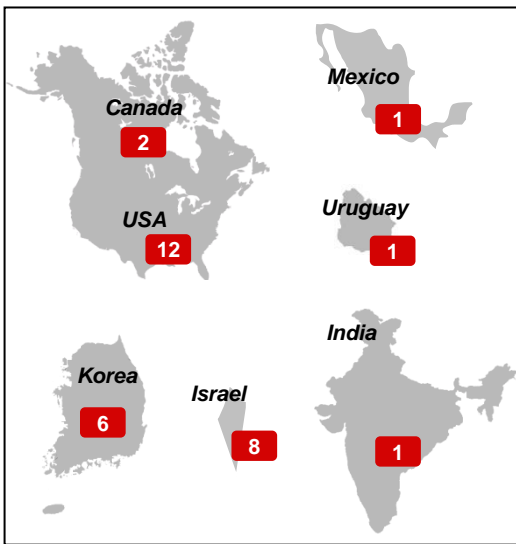 Canada
2
USA
12
Mexico
1
Uruguay
1
Korea
6
Israel
8
India
1